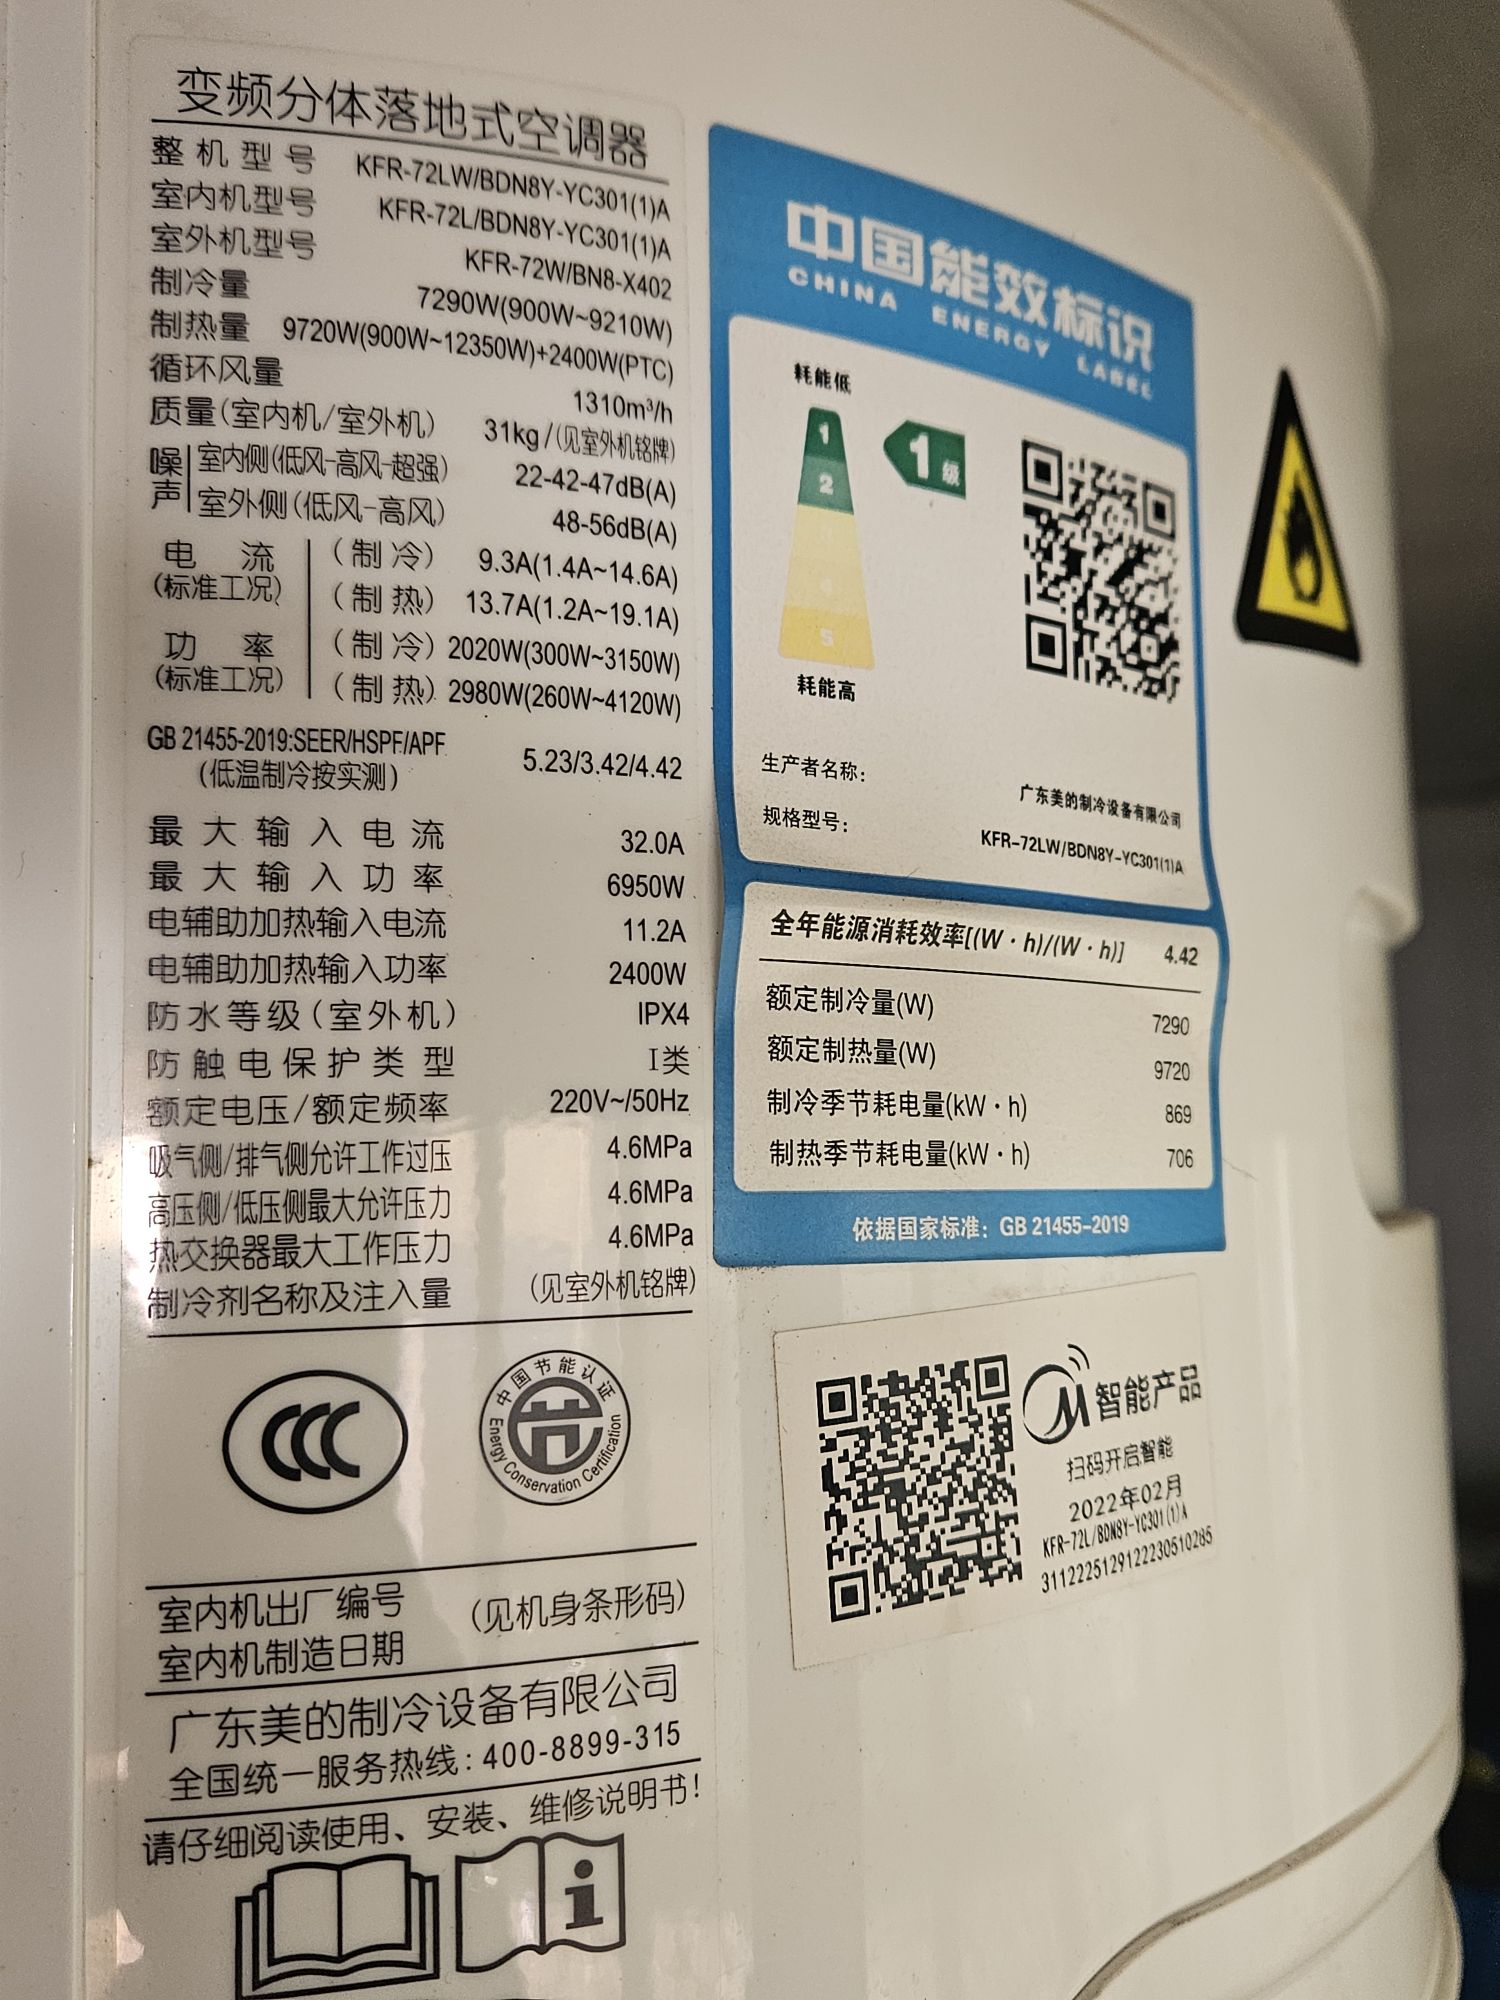 变频分体落地式空调器
整机型号 KFR-72LW/BDN8Y-YC301(1)A
室内机型号 KFR-72L/BDN8Y-YC301(1)A
室外机型号 KFR-72W/BN8-X402
制冷量 7290W(900W~9210W)
制热量 9720W(900W~12350W)+2400W(PTC)
循环风量 1310m³/h
质量(室内机/室外机) 31kg/(见室外机铭牌)
噪声 室内侧(低风-高风-超强) 22-42-47dB(A)
室外侧(低风-高风) 48-56dB(A)
电流(标准工况) (制冷) 9.3A(1.4A~14.6A)
(制热) 13.7A(1.2A~19.1A)
功率(标准工况) (制冷) 2020W(300W~3150W)
(制热) 2980W(260W~4120W)
GB 21455-2019:SEER/HSPF/APF 5.23/3.42/4.42
(低温制冷按实测)
最大输入电流 32.0A
最大输入功率 6950W
电辅助加热输入电流 11.2A
电辅助加热输入功率 2400W
防水等级(室外机) IPX4
防触电保护类型 I类
额定电压/额定频率 220V~/50Hz
吸气侧/排气侧允许工作过压 4.6MPa
高压侧/低压侧最大允许压力 4.6MPa
热交换器最大工作压力 4.6MPa
制冷剂名称及注入量 (见室外机铭牌)
CCC
中国节能认证
节
Energy Conservation Certification
室内机出厂编号 (见机身条形码)
室内机制造日期
广东美的制冷设备有限公司
全国统一服务热线:400-8899-315
请仔细阅读使用、安装、维修说明书!
i
中国能效标识
CHINA ENERGY LABEL
耗能低
1
2
3
4
5
耗能高
1级
生产者名称: 广东美的制冷设备有限公司
规格型号: KFR-72LW/BDN8Y-YC301(1)A
全年能源消耗效率[(W·h)/(W·h)] 4.42
额定制冷量(W) 7290
额定制热量(W) 9720
制冷季节耗电量(kW·h) 869
制热季节耗电量(kW·h) 706
依据国家标准: GB 21455-2019
M智能产品
扫码开启智能
2022年02月
KFR-72L/BDN8Y-YC301(1)A
3112225129122230510285